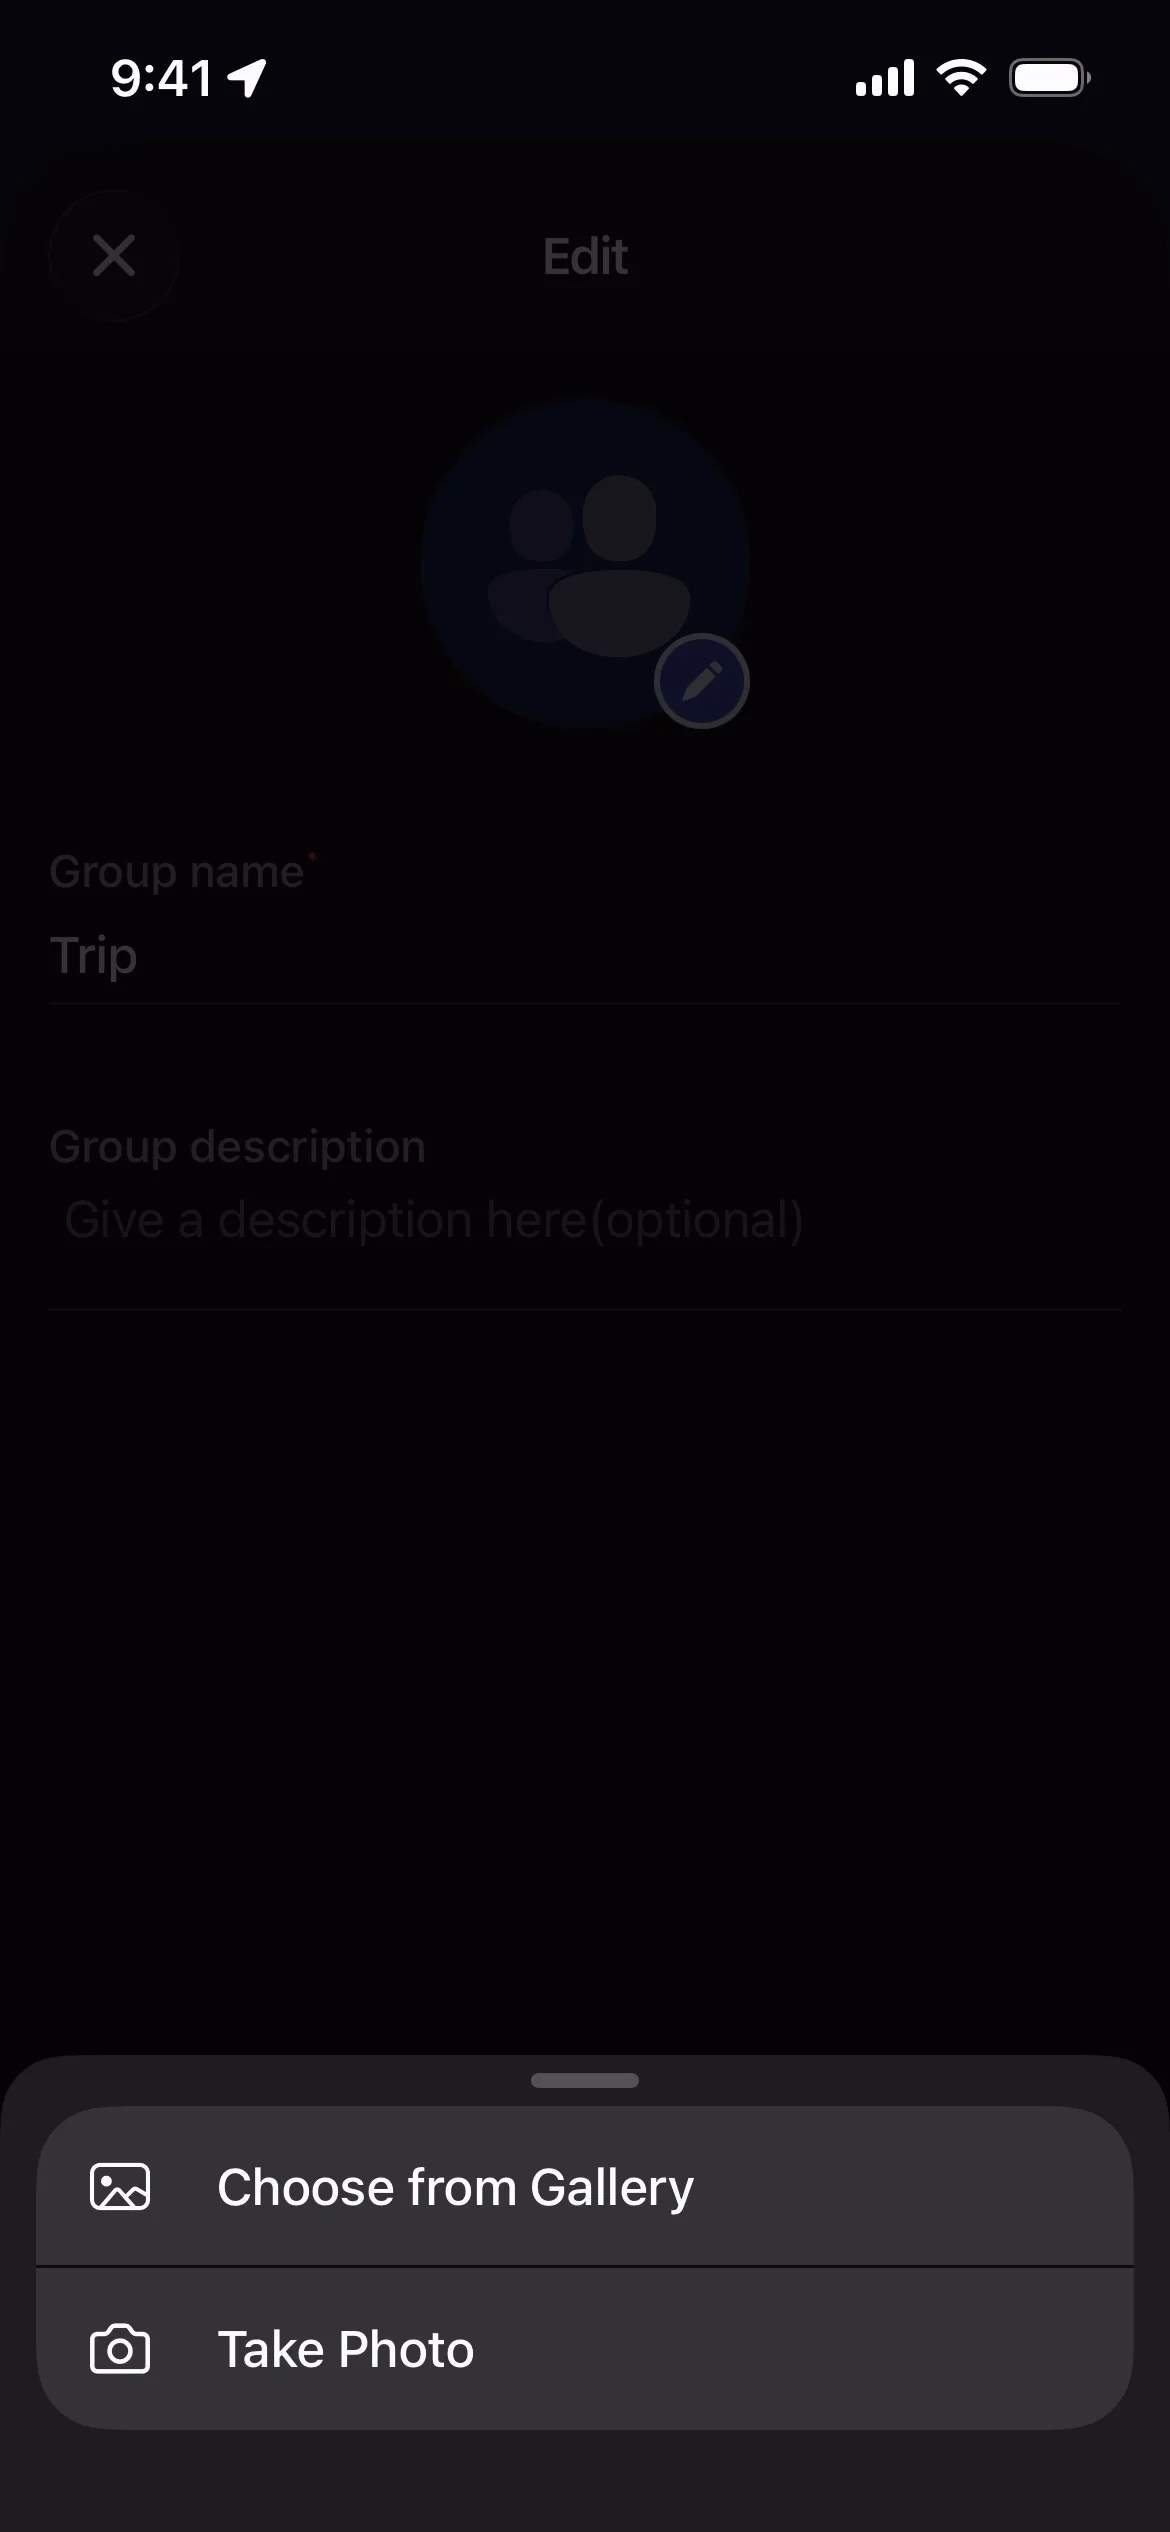 9:41
Edit
Group name*
Trip
Group description
Give a description here(optional)
Choose from Gallery
Take Photo